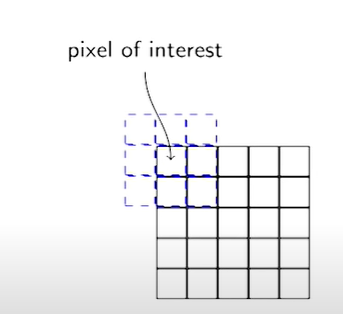 pixel of interest